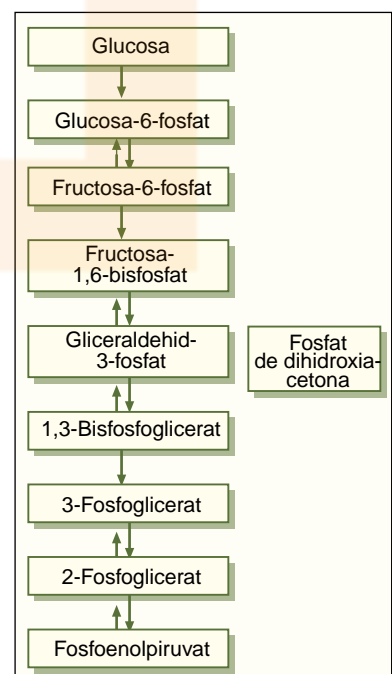 Glucosa
Glucosa-6-fosfat
Fructosa-6-fosfat
Fructosa-
1,6-bisfosfat
Gliceraldehid-
3-fosfat
Fosfat
de dihidroxia-
cetona
1,3-Bisfosfoglicerat
3-Fosfoglicerat
2-Fosfoglicerat
Fosfoenolpiruvat